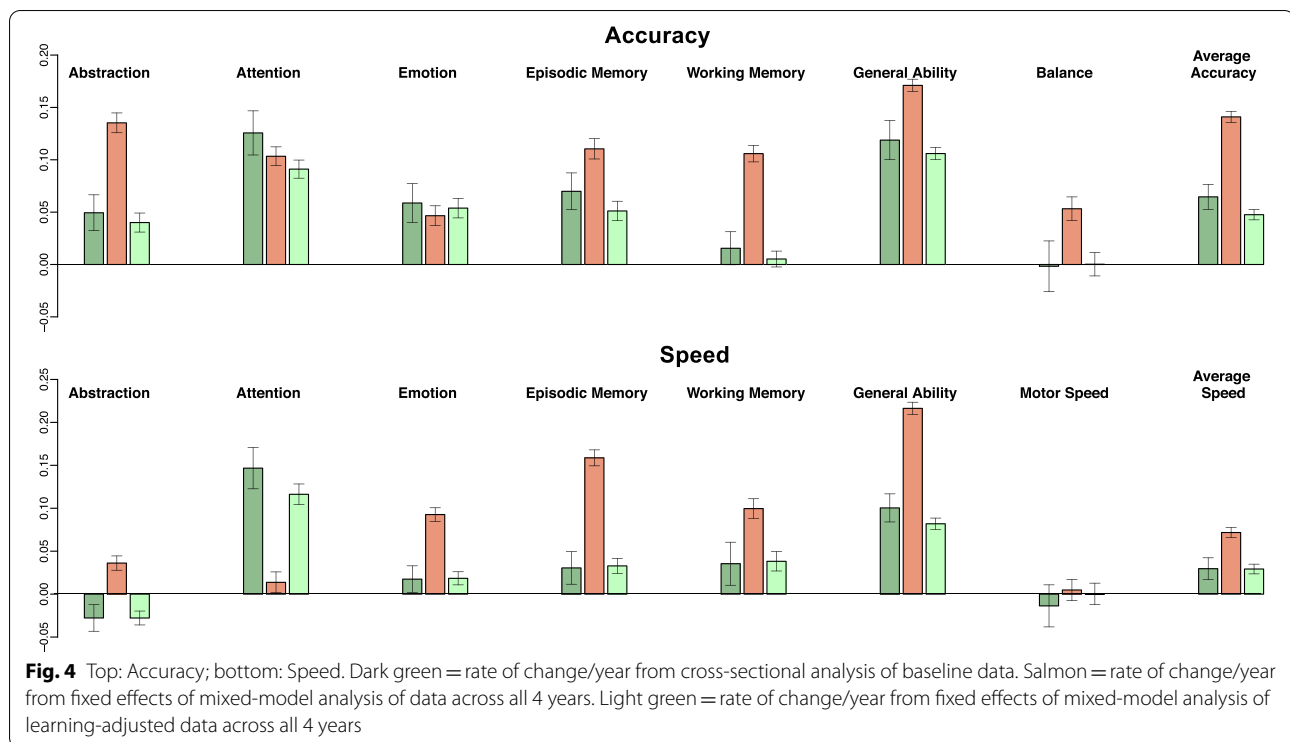 Accuracy
Abstraction Attention Emotion Episodic Memory Working Memory General Ability Balance Average Accuracy
0.20
0.15
0.10
0.05
0.00
−0.05
Speed
Abstraction Attention Emotion Episodic Memory Working Memory General Ability Motor Speed Average Speed
0.25
0.20
0.15
0.10
0.05
0.00
−0.05
Fig. 4 Top: Accuracy; bottom: Speed. Dark green = rate of change/year from cross-sectional analysis of baseline data. Salmon = rate of change/year
from fixed effects of mixed-model analysis of data across all 4 years. Light green = rate of change/year from fixed effects of mixed-model analysis of
learning-adjusted data across all 4 years